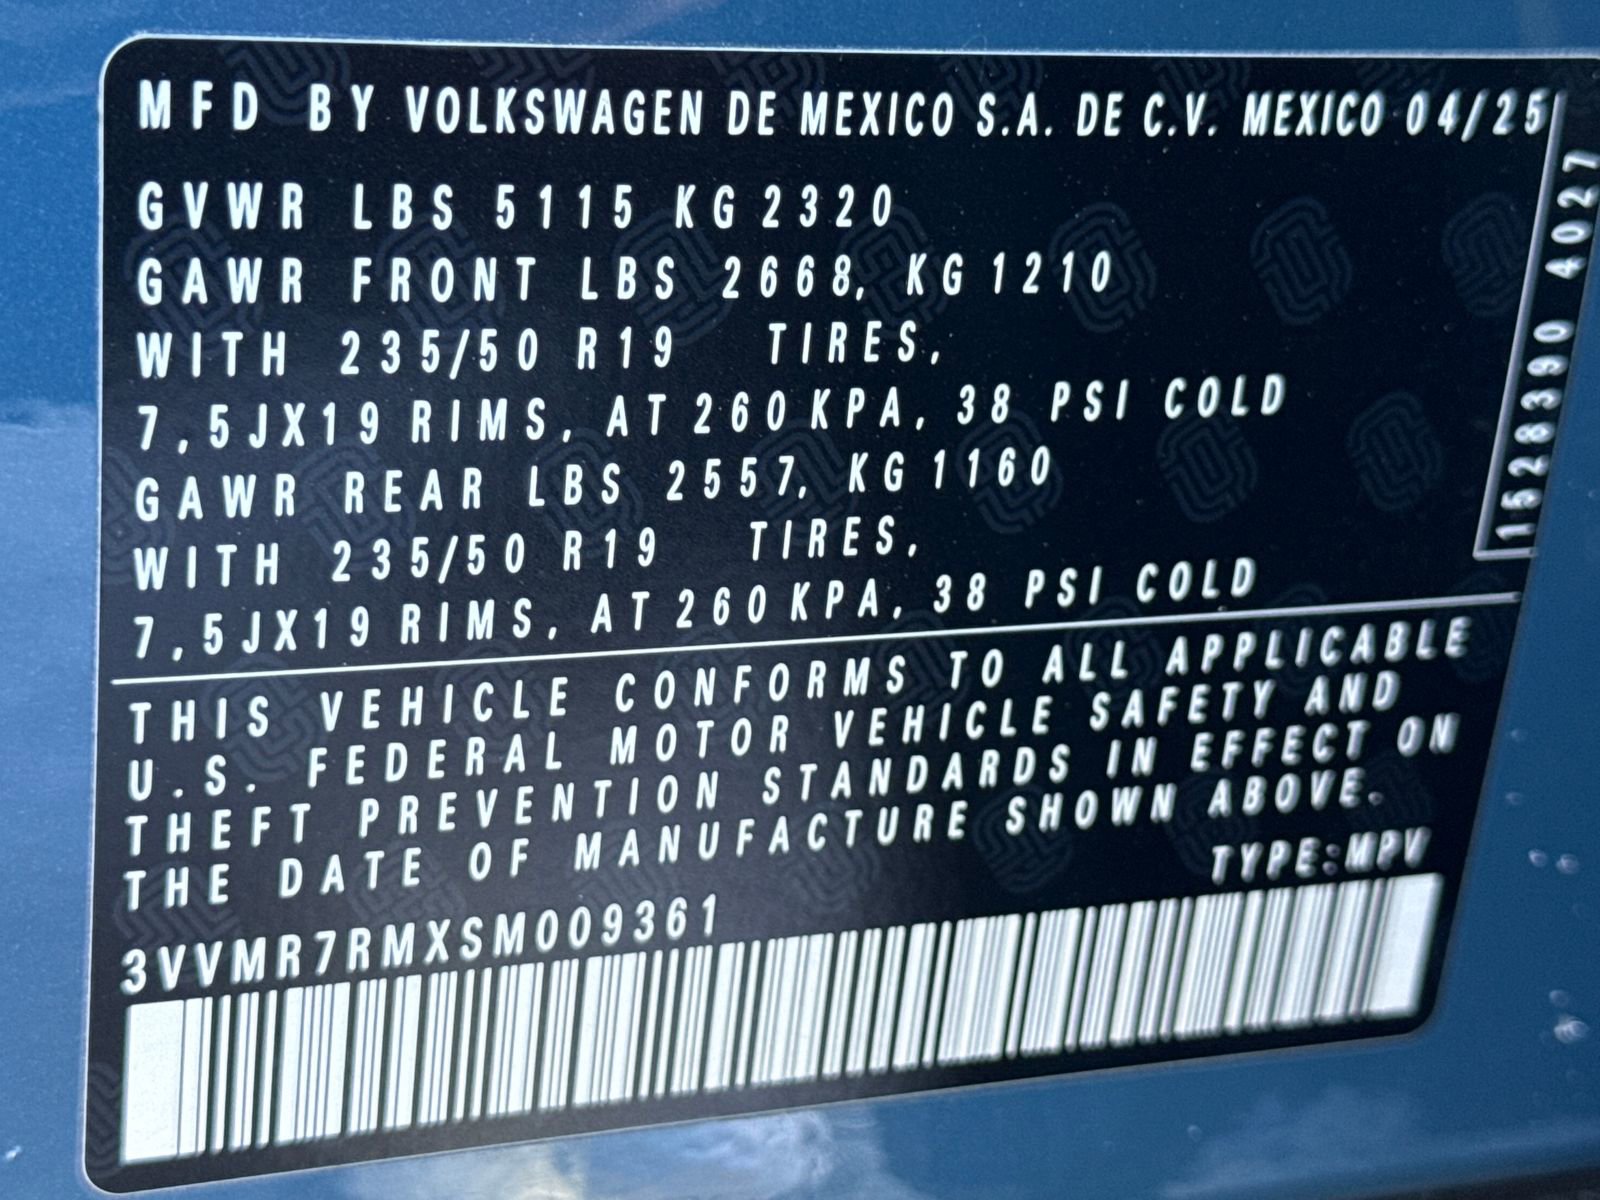 MFD BY VOLKSWAGEN DE MEXICO S.A. DE C.V. MEXICO 04/25
GVWR LBS 5115 KG 2320
GAWR FRONT LBS 2668, KG 1210
WITH 235/50 R19 TIRES,
7,5JX19 RIMS, AT 260 KPA, 38 PSI COLD
GAWR REAR LBS 2557, KG 1160
WITH 235/50 R19 TIRES,
7,5JX19 RIMS, AT 260 KPA, 38 PSI COLD
1528390 4027
THIS VEHICLE CONFORMS TO ALL APPLICABLE
U.S. FEDERAL MOTOR VEHICLE SAFETY AND
THEFT PREVENTION STANDARDS IN EFFECT ON
THE DATE OF MANUFACTURE SHOWN ABOVE.
TYPE:MPV
3VVMR7RMXSM009361